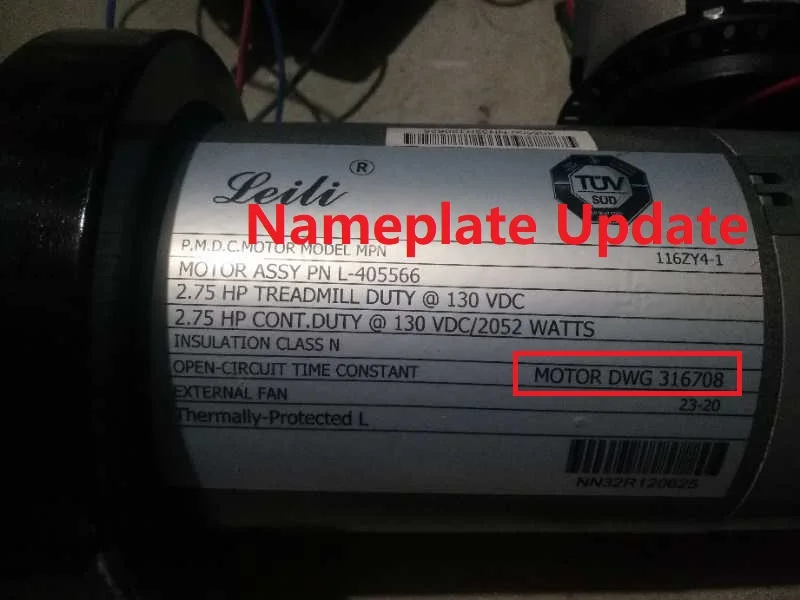 Leili ®
TÜV
SÜD
Nameplate Update
P.M.D.C.MOTOR MODEL MPN 116ZY4-1
MOTOR ASSY PN L-405566
2.75 HP TREADMILL DUTY @ 130 VDC
2.75 HP CONT.DUTY @ 130 VDC/2052 WATTS
INSULATION CLASS N
OPEN-CIRCUIT TIME CONSTANT MOTOR DWG 316708
EXTERNAL FAN 23-20
Thermally-Protected L
NN32R120625